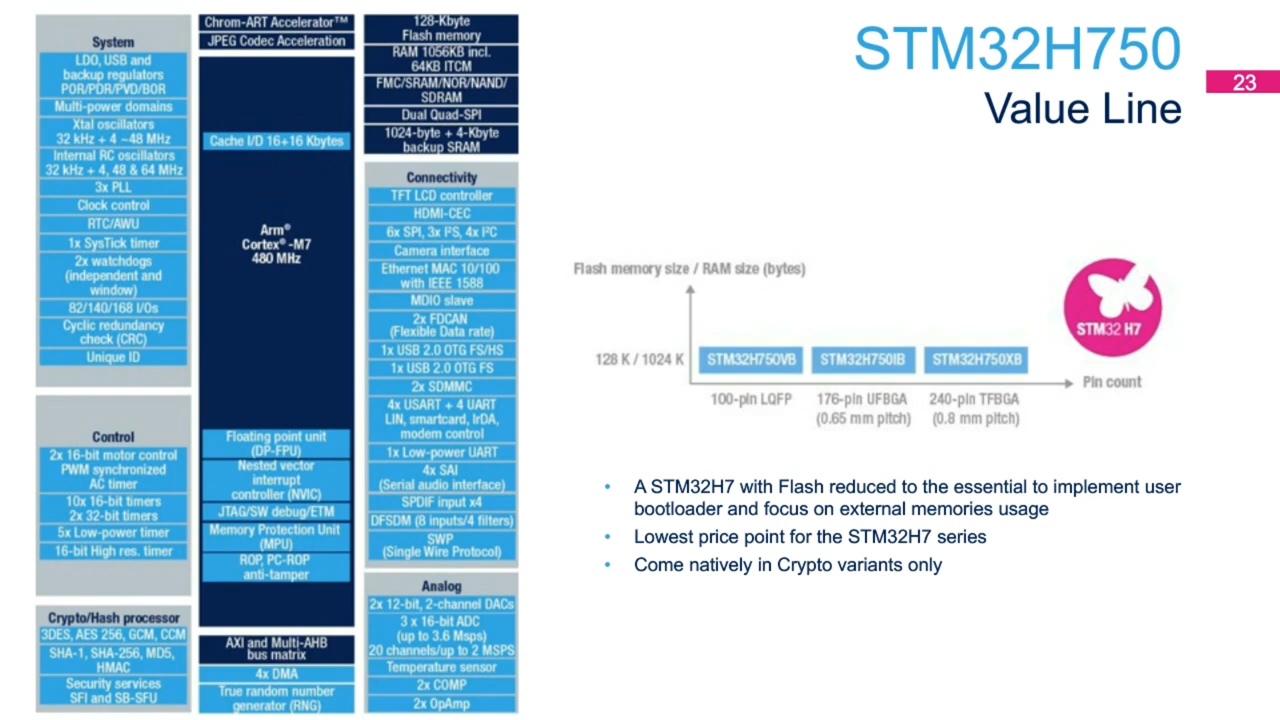 System
LDO, USB and
backup regulators
POR/PDR/PVD/BOR
Multi-power domains
Xtal oscillators
32 kHz + 4 ~48 MHz
Internal RC oscillators
32 kHz + 4, 48 & 64 MHz
3x PLL
Clock control
RTC/AWU
1x SysTick timer
2x watchdogs
(independent and
window)
82/140/168 I/Os
Cyclic redundancy
check (CRC)
Unique ID
Control
2x 16-bit motor control
PWM synchronized
AC timer
10x 16-bit timers
2x 32-bit timers
5x Low-power timer
16-bit High res. timer
Crypto/Hash processor
3DES, AES 256, GCM, CCM
SHA-1, SHA-256, MD5,
HMAC
Security services
SFI and SB-SFU
Chrom-ART Accelerator™
JPEG Codec Acceleration
Cache I/D 16+16 Kbytes
Arm®
Cortex® -M7
480 MHz
Floating point unit
(DP-FPU)
Nested vector
interrupt
controller (NVIC)
JTAG/SW debug/ETM
Memory Protection Unit
(MPU)
ROP, PC-ROP
anti-tamper
AXI and Multi-AHB
bus matrix
4x DMA
True random number
generator (RNG)
128-Kbyte
Flash memory
RAM 1056KB incl.
64KB ITCM
FMC/SRAM/NOR/NAND/
SDRAM
Dual Quad-SPI
1024-byte + 4-Kbyte
backup SRAM
Connectivity
TFT LCD controller
HDMI-CEC
6x SPI, 3x I²S, 4x I²C
Camera interface
Ethernet MAC 10/100
with IEEE 1588
MDIO slave
2x FDCAN
(Flexible Data rate)
1x USB 2.0 OTG FS/HS
1x USB 2.0 OTG FS
2x SDMMC
4x USART + 4 UART
LIN, smartcard, IrDA,
modem control
1x Low-power UART
4x SAI
(Serial audio interface)
SPDIF input x4
DFSDM (8 inputs/4 filters)
SWP
(Single Wire Protocol)
Analog
2x 12-bit, 2-channel DACs
3 x 16-bit ADC
(up to 3.6 Msps)
20 channels/up to 2 MSPS
Temperature sensor
2x COMP
2x OpAmp
STM32H750
Value Line
23
Flash memory size / RAM size (bytes)
STM32 H7
128 K / 1024 K
STM32H750VB
STM32H750IB
STM32H750XB
Pin count
100-pin LQFP
176-pin UFBGA
(0.65 mm pitch)
240-pin TFBGA
(0.8 mm pitch)
• A STM32H7 with Flash reduced to the essential to implement user
bootloader and focus on external memories usage
• Lowest price point for the STM32H7 series
• Come natively in Crypto variants only